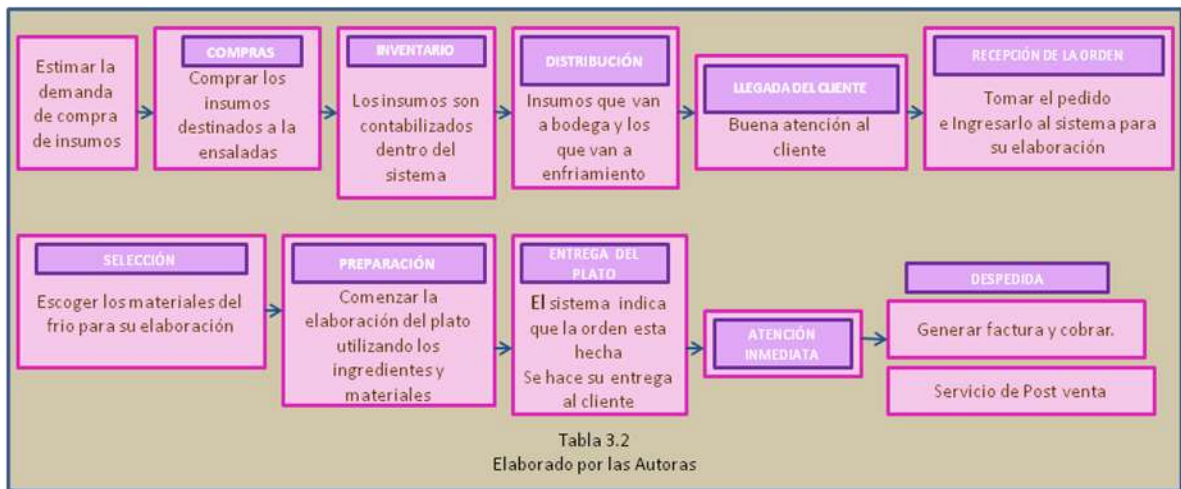 Estimar la
demanda
de compra
de insumos
COMPRAS
Comprar los
insumos
destinados a la
ensaladas
INVENTARIO
Los insumos son
contabilizados
dentro del
sistema
DISTRIBUCIÓN
Insumos que van
a bodega y los
que van a
enfriamiento
LLEGADA DEL CLIENTE
Buena atención al
cliente
RECEPCIÓN DE LA ORDEN
Tomar el pedido
e Ingresarlo al sistema para
su elaboración
SELECCIÓN
Escoger los materiales del
frio para su elaboración
PREPARACIÓN
Comenzar la
elaboración del plato
utilizando los
ingredientes y
materiales
ENTREGA DEL
PLATO
El sistema indica
que la orden esta
hecha
Se hace su entrega
al cliente
ATENCIÓN
INMEDIATA
DESPEDIDA
Generar factura y cobrar.
Servicio de Post venta
Tabla 3.2
Elaborado por las Autoras